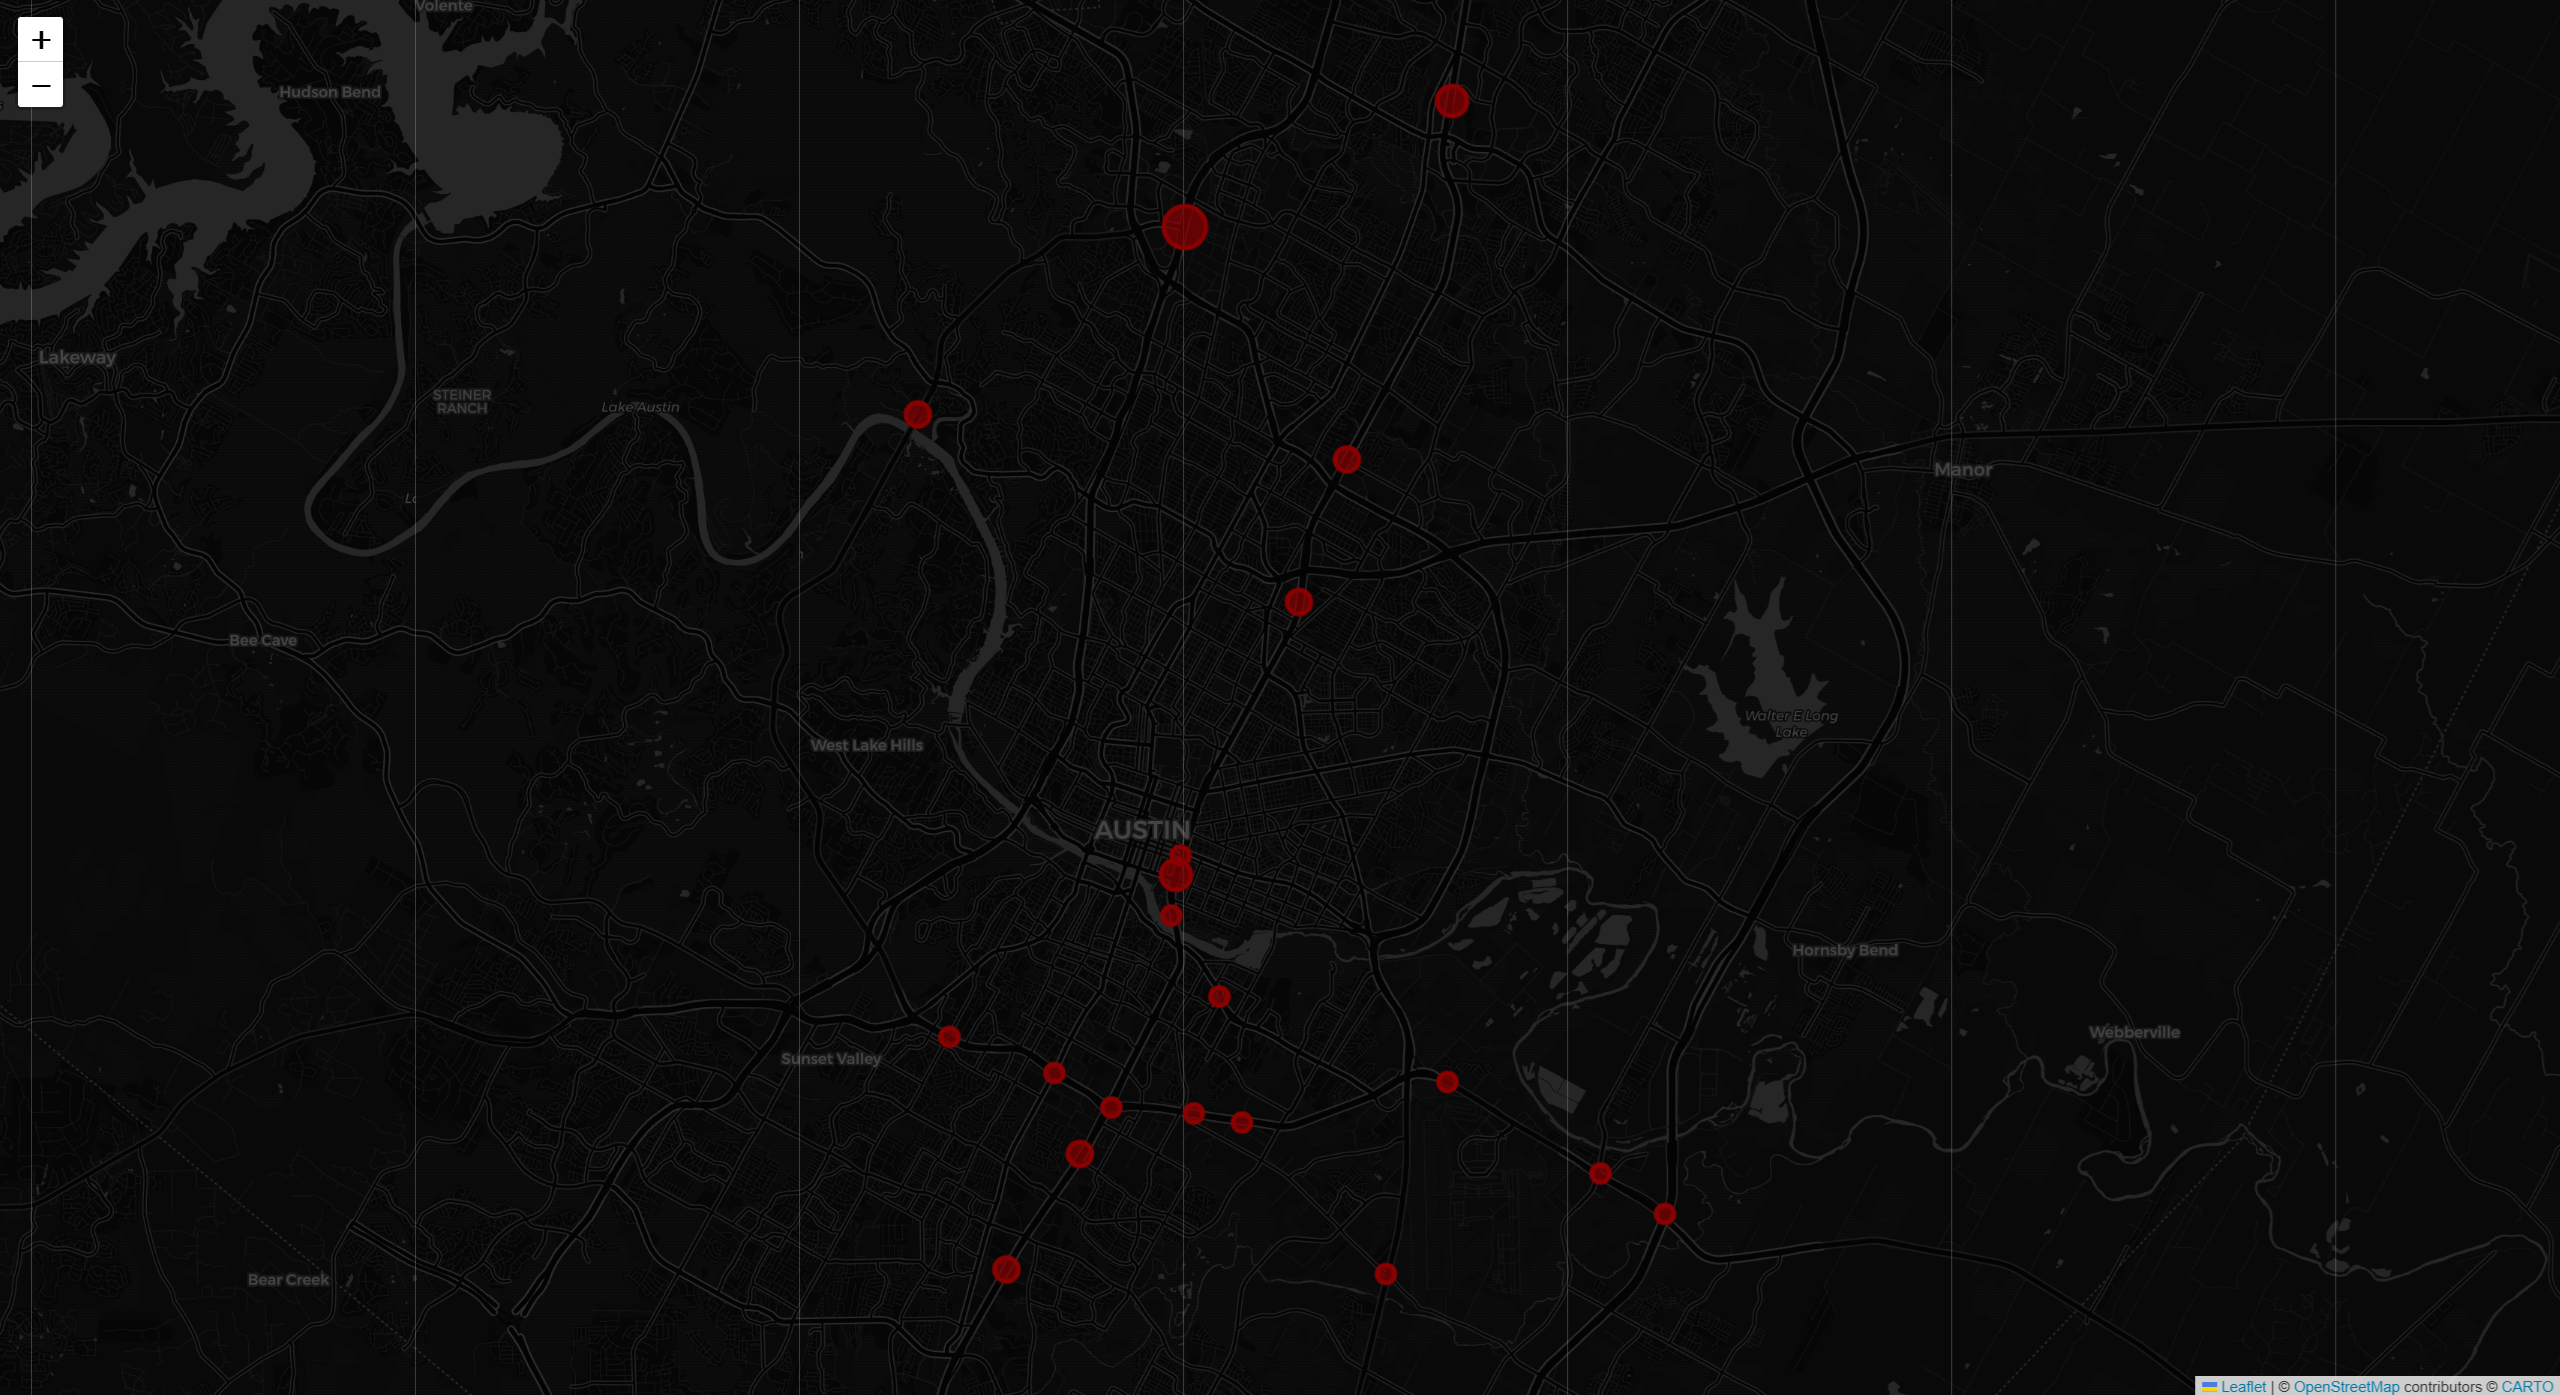 Volente
+
−
Hudson Bend
Lakeway
STEINER
RANCH
Lake Austin
Manor
Bee Cave
Walter E Long
Lake
West Lake Hills
AUSTIN
Hornsby Bend
Webberville
Sunset Valley
Bear Creek
Leaflet | © OpenStreetMap contributors © CARTO